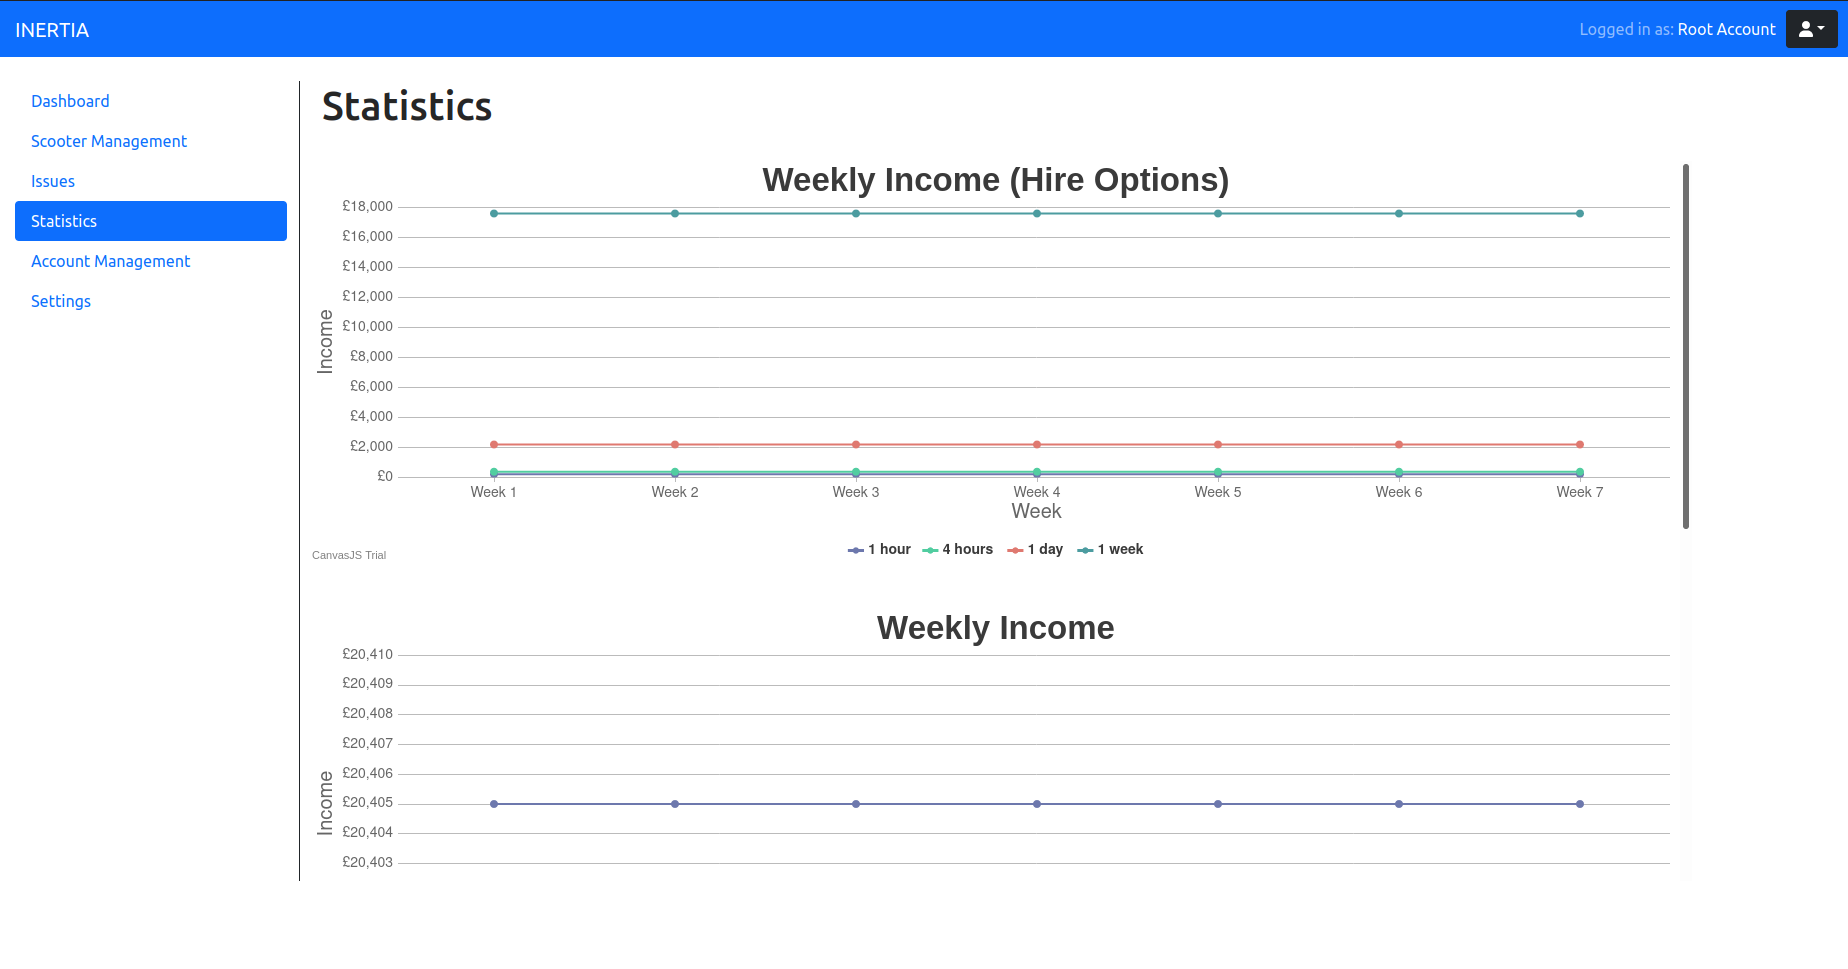 INERTIA
Logged in as: Root Account
Dashboard
Scooter Management
Issues
Statistics
Account Management
Settings
Statistics
Weekly Income (Hire Options)
£18,000
£16,000
£14,000
£12,000
£10,000
£8,000
£6,000
£4,000
£2,000
£0
Income
Week 1 Week 2 Week 3 Week 4 Week 5 Week 6 Week 7
Week
1 hour 4 hours 1 day 1 week
CanvasJS Trial
Weekly Income
£20,410
£20,409
£20,408
£20,407
£20,406
£20,405
£20,404
£20,403
Income